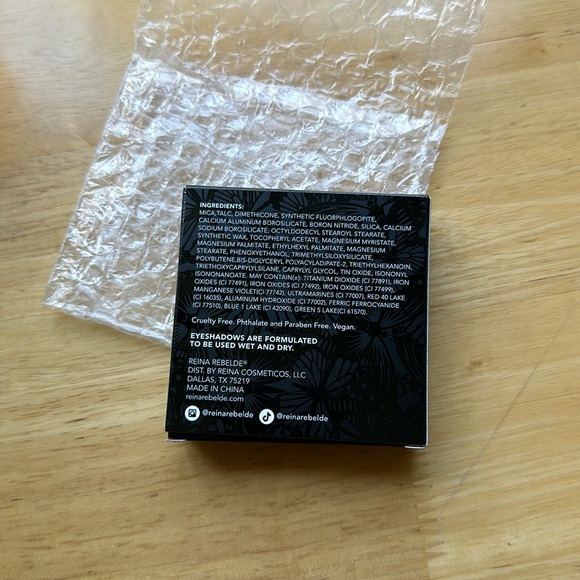 INGREDIENTS:
MICA,TALC, DIMETHICONE, SYNTHETIC FLUORPHLOGOPITE,
CALCIUM ALUMINUM BOROSILICATE, BORON NITRIDE, SILICA, CALCIUM
SODIUM BOROSILICATE, OCTYLDODECYL STEAROYL STEARATE,
SYNTHETIC WAX, TOCOPHERYL ACETATE, MAGNESIUM MYRISTATE,
MAGNESIUM PALMITATE, ETHYLHEXYL PALMITATE, MAGNESIUM
STEARATE, PHENOXYETHANOL, TRIMETHYLSILOXYSILICATE,
POLYBUTENE,BIS-DIGLYCERYL POLYACYLADIPATE-2, TRIETHYLHEXANOIN,
TRIETHOXYCAPRYLYLSILANE, CAPRYLYL GLYCOL, TIN OXIDE, ISONONYL
ISONONANOATE. MAY CONTAIN(E): TITANIUM DIOXIDE (CI 77891), IRON
OXIDES (CI 77491), IRON OXIDES (CI 77492), IRON OXIDES (CI 77499),
MANGANESE VIOLET(CI 77742). ULTRAMARINES (CI 77007), RED 40 LAKE
(CI 16035), ALUMINUM HYDROXIDE (CI 77002), FERRIC FERROCYANIDE
(CI 77510), BLUE 1 LAKE (CI 42090), GREEN 5 LAKE(CI 61570).
Cruelty Free. Phthalate and Paraben Free. Vegan.
EYESHADOWS ARE FORMULATED
TO BE USED WET AND DRY.
REINA REBELDE®
DIST. BY REINA COSMETICOS, LLC
DALLAS, TX 75219
MADE IN CHINA
reinarebelde.com
@reinarebelde @reinarebelde